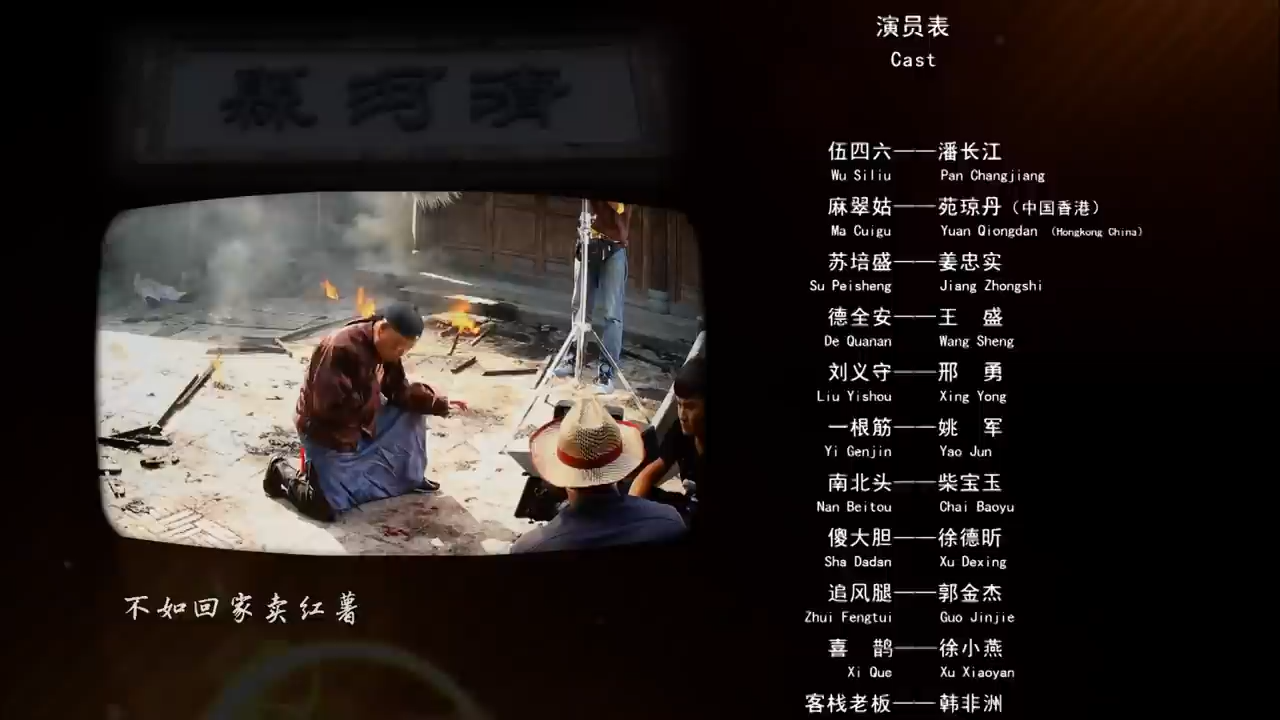 演员表
Cast
伍四六——潘长江
Wu Siliu Pan Changjiang
麻翠姑——苑琼丹（中国香港）
Ma Cuigu Yuan Qiongdan (Hongkong China)
苏培盛——姜忠实
Su Peisheng Jiang Zhongshi
德全安——王 盛
De Quanan Wang Sheng
刘义守——邢 勇
Liu Yishou Xing Yong
一根筋——姚 军
Yi Genjin Yao Jun
南北头——柴宝玉
Nan Beitou Chai Baoyu
傻大胆——徐德昕
Sha Dadan Xu Dexing
追风腿——郭金杰
Zhui Fengtui Guo Jinjie
喜 鹊——徐小燕
Xi Que Xu Xiaoyan
客栈老板——韩非洲
不如回家卖红薯